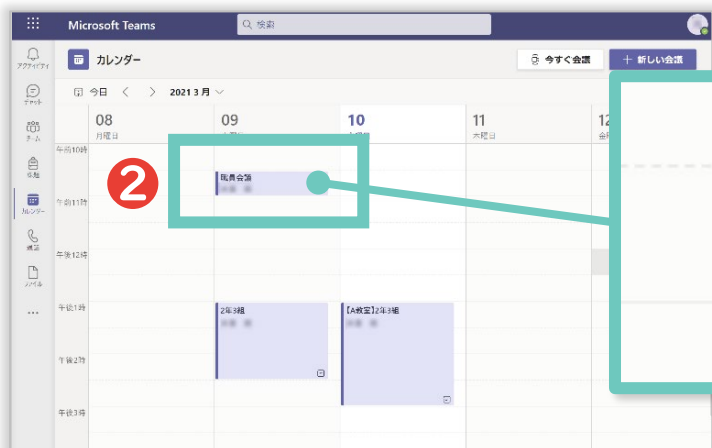 Microsoft Teams
検索
アクティビティ
カレンダー
今すぐ会議
+ 新しい会議
チャット
今日
2021 3 月
08
月曜日
09
10
11
木曜日
12
チーム
午前10時
課題
職員会議
②
午前11時
カレンダー
通話
午後12時
ファイル
午後1時
2年3組
【A教室】2年3組
...
午後2時
午後3時